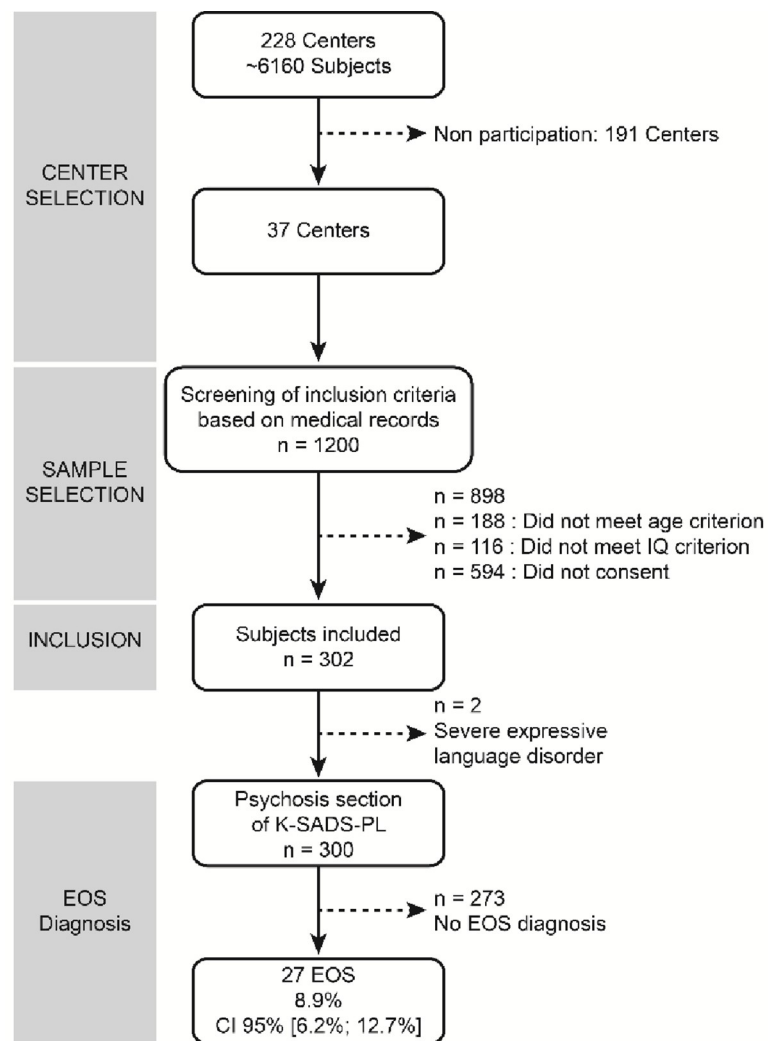 228 Centers
~6160 Subjects
Non participation: 191 Centers
CENTER
SELECTION
37 Centers
Screening of inclusion criteria
based on medical records
n = 1200
SAMPLE
SELECTION
n = 898
n = 188 : Did not meet age criterion
n = 116 : Did not meet IQ criterion
n = 594 : Did not consent
INCLUSION
Subjects included
n = 302
n = 2
Severe expressive
language disorder
Psychosis section
of K-SADS-PL
n = 300
EOS
Diagnosis
n = 273
No EOS diagnosis
27 EOS
8.9%
CI 95% [6.2%; 12.7%]